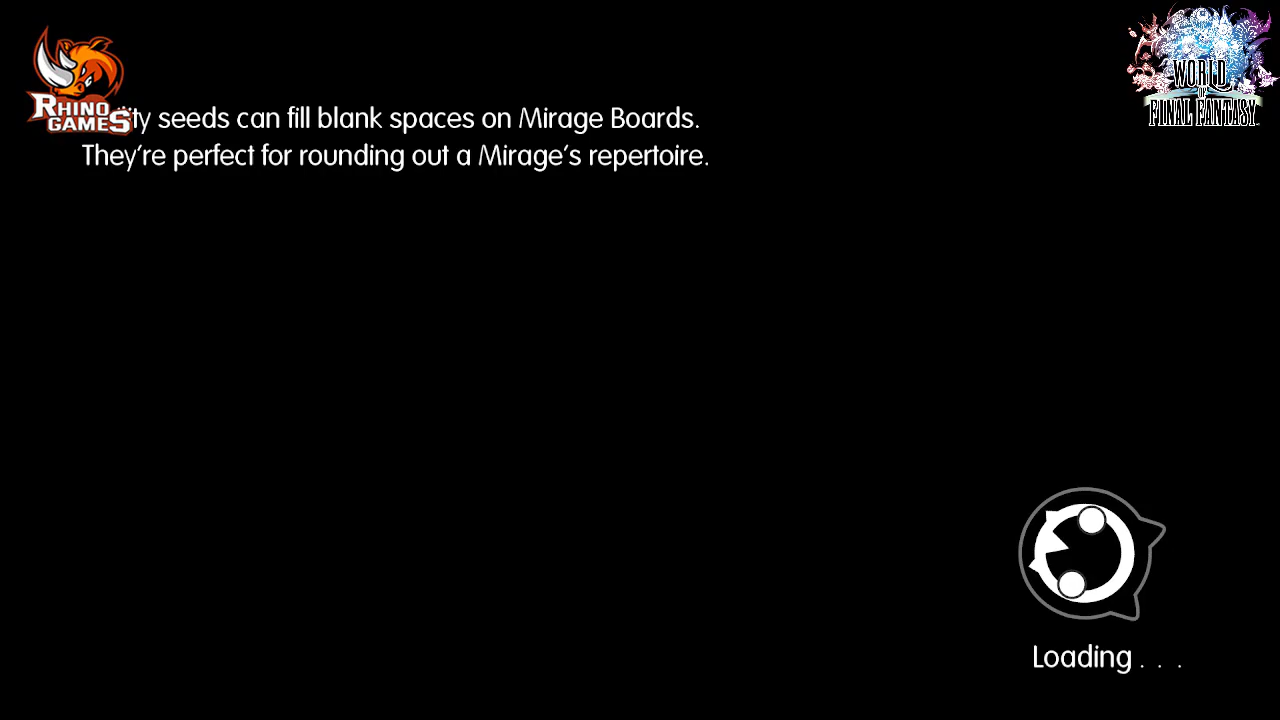 RHINO
GAMES
WORLD
OF
FINAL FANTASY
seeds can fill blank spaces on Mirage Boards.
They're perfect for rounding out a Mirage's repertoire.
Loading . . .